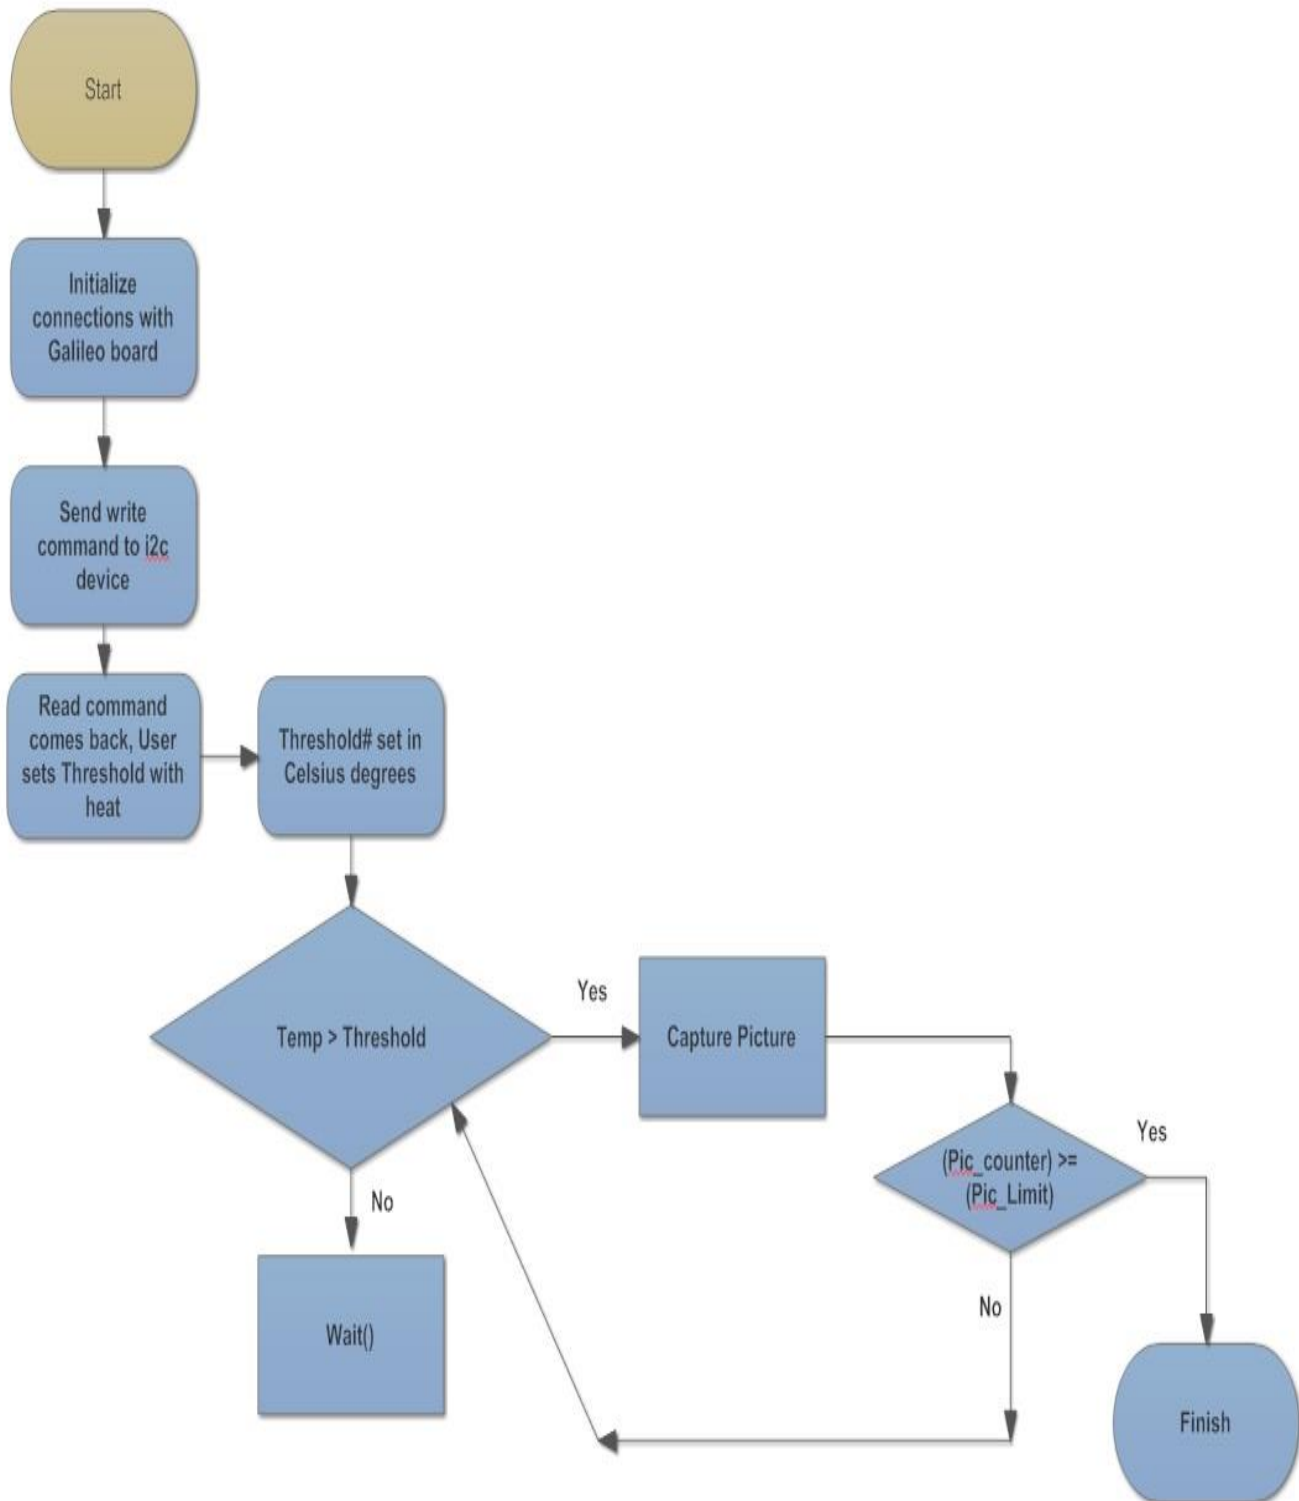 Start
Initialize
connections with
Galileo board
Send write
command to i2c
device
Read command
comes back, User
sets Threshold with
heat
Threshold# set in
Celsius degrees
Temp > Threshold
Yes
Capture Picture
(Pic_counter) >=
(Pic_Limit)
Yes
No
Wait()
No
Finish